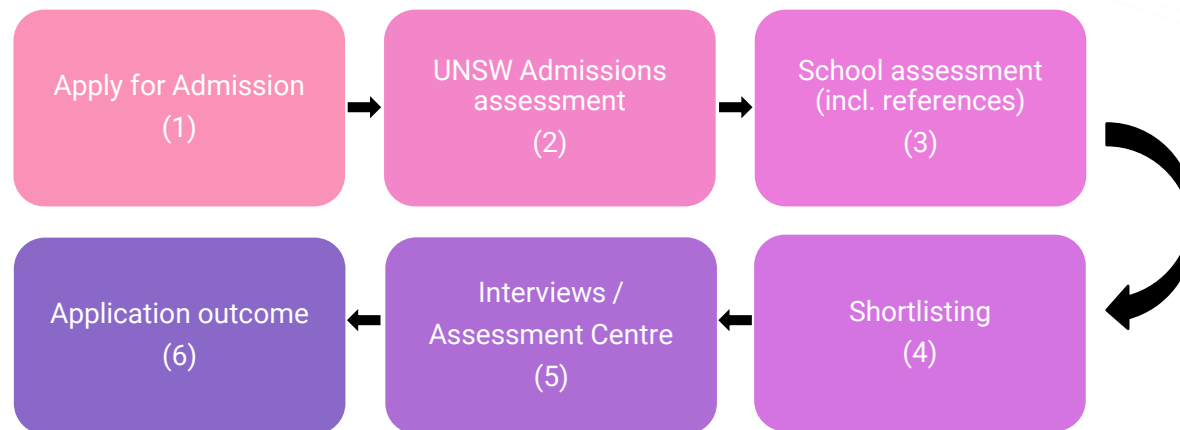 Apply for Admission
(1)
UNSW Admissions
assessment
(2)
School assessment
(incl. references)
(3)
Shortlisting
(4)
Interviews /
Assessment Centre
(5)
Application outcome
(6)